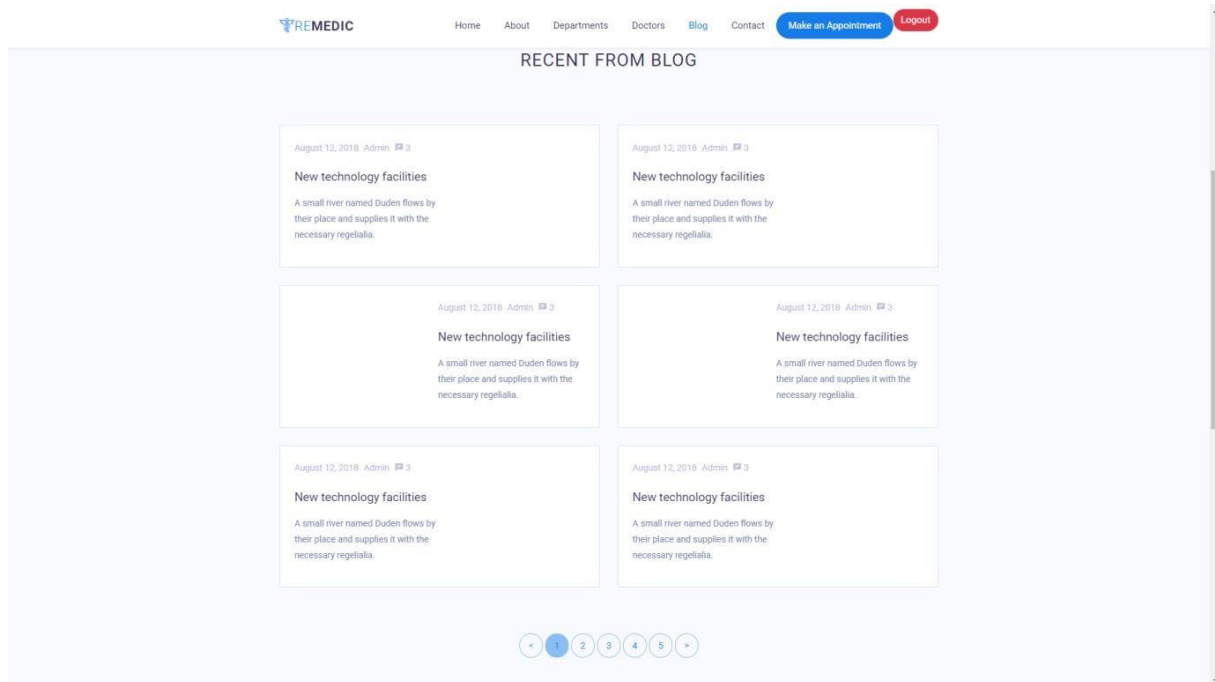 REMEDIC Home About Departments Doctors Blog Contact Make an Appointment Logout
RECENT FROM BLOG
August 12, 2018 Admin 3
New technology facilities
A small river named Duden flows by
their place and supplies it with the
necessary regelialia.
August 12, 2018 Admin 3
New technology facilities
A small river named Duden flows by
their place and supplies it with the
necessary regelialia.
August 12, 2018 Admin 3
New technology facilities
A small river named Duden flows by
their place and supplies it with the
necessary regelialia.
August 12, 2018 Admin 3
New technology facilities
A small river named Duden flows by
their place and supplies it with the
necessary regelialia.
August 12, 2018 Admin 3
New technology facilities
A small river named Duden flows by
their place and supplies it with the
necessary regelialia.
August 12, 2018 Admin 3
New technology facilities
A small river named Duden flows by
their place and supplies it with the
necessary regelialia.
< 1 2 3 4 5 >